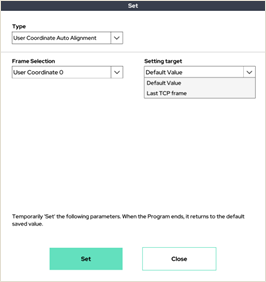 Set
Type
User Coordinate Auto Alignment
Frame Selection
Setting target
User Coordinate 0
Default Value
Default Value
Last TCP frame
Temporarily 'Set' the following parameters. When the Program ends, it returns to the default
saved value.
Set
Close